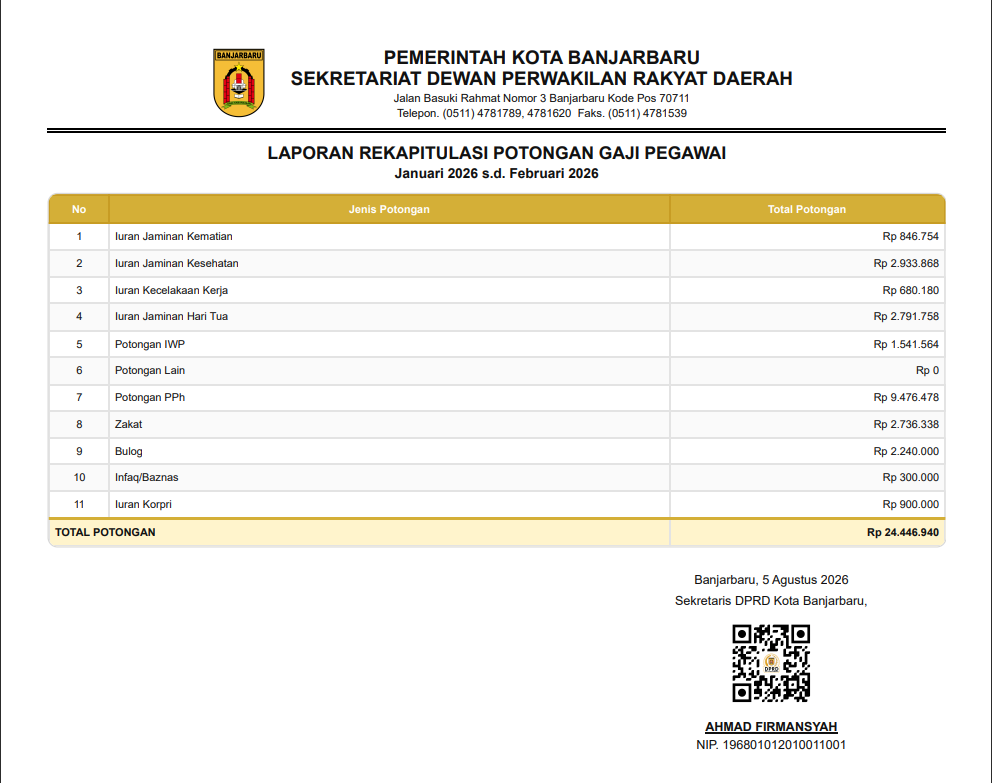 BANJARBARU
PEMERINTAH KOTA BANJARBARU
SEKRETARIAT DEWAN PERWAKILAN RAKYAT DAERAH
Jalan Basuki Rahmat Nomor 3 Banjarbaru Kode Pos 70711
Telepon. (0511) 4781789, 4781620 Faks. (0511) 4781539
LAPORAN REKAPITULASI POTONGAN GAJI PEGAWAI
Januari 2026 s.d. Februari 2026
No Jenis Potongan Total Potongan
1 Iuran Jaminan Kematian Rp 846.754
2 Iuran Jaminan Kesehatan Rp 2.933.868
3 Iuran Kecelakaan Kerja Rp 680.180
4 Iuran Jaminan Hari Tua Rp 2.791.758
5 Potongan IWP Rp 1.541.564
6 Potongan Lain Rp 0
7 Potongan PPh Rp 9.476.478
8 Zakat Rp 2.736.338
9 Bulog Rp 2.240.000
10 Infaq/Baznas Rp 300.000
11 Iuran Korpri Rp 900.000
TOTAL POTONGAN Rp 24.446.940
Banjarbaru, 5 Agustus 2026
Sekretaris DPRD Kota Banjarbaru,
DPRD
AHMAD FIRMANSYAH
NIP. 196801012010011001